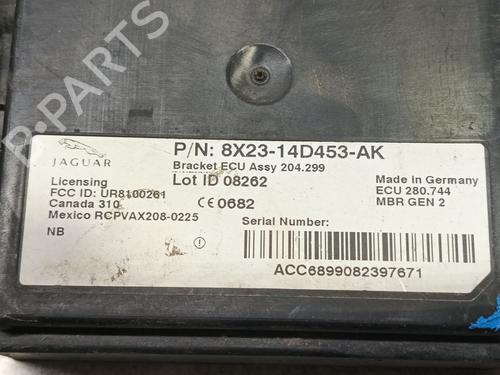 B-PARTS
P/N: 8X23-14D453-AK
Bracket ECU Assy 204.299
JAGUAR
Lot ID 08262
Licensing
FCC ID: UR8100261
Canada 310
Mexico RCPVAX208-0225
NB
CE 0682
Made in Germany
ECU 280.744
MBR GEN 2
Serial Number:
ACC6899082397671